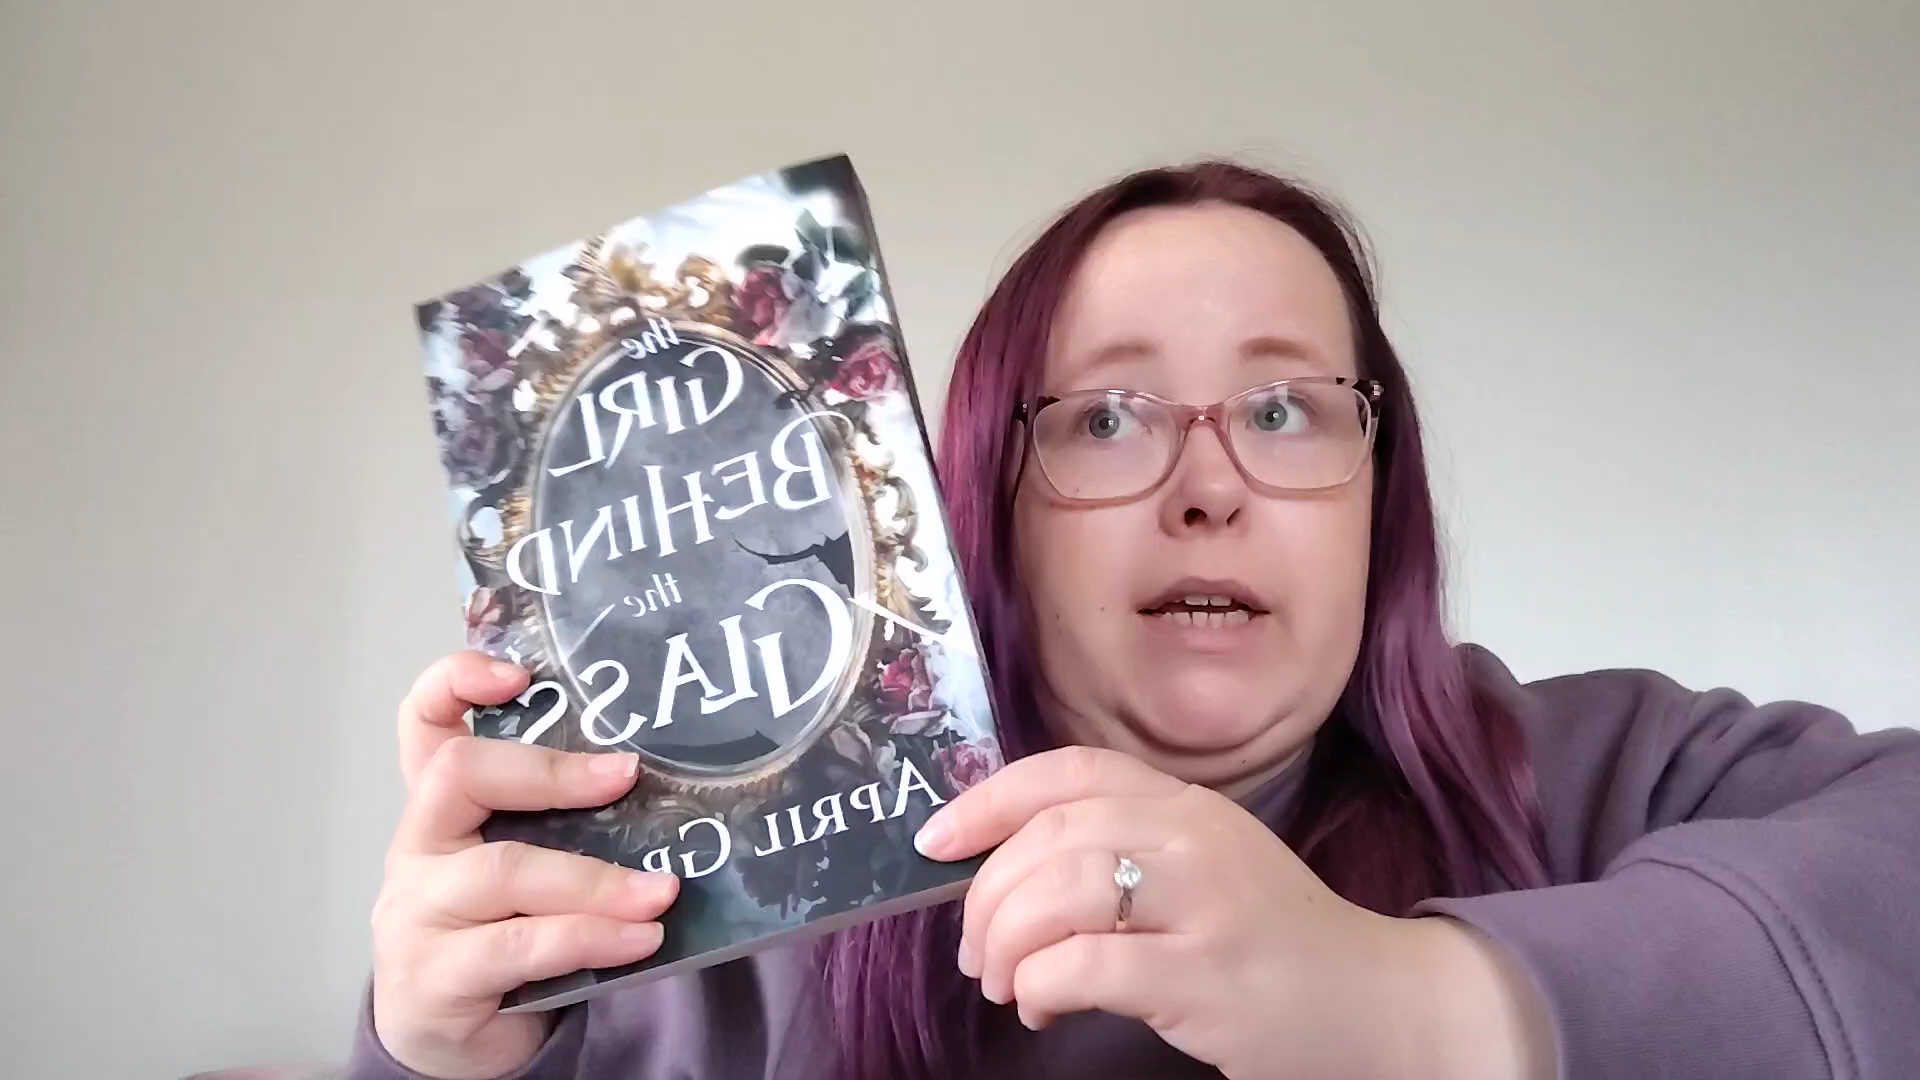 the
GIRL
BEHIND
the
GLASS
APRIL